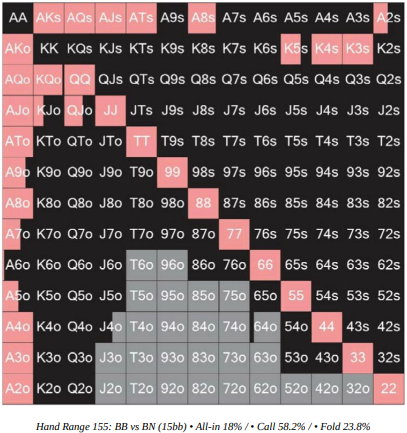 AA AKs AQs AJs ATs A9s A8s A7s A6s A5s A4s A3s A2s
AKo KK KQs KJs KTs K9s K8s K7s K6s K5s K4s K3s K2s
AQo KQo QQ QJs QTs Q9s Q8s Q7s Q6s Q5s Q4s Q3s Q2s
AJo KJo QJo JJ JTs J9s J8s J7s J6s J5s J4s J3s J2s
ATo KTo QTo JTo TT T9s T8s T7s T6s T5s T4s T3s T2s
A9o K9o Q9o J9o T9o 99 98s 97s 96s 95s 94s 93s 92s
A8o K8o Q8o J8o T8o 98o 88 87s 86s 85s 84s 83s 82s
A7o K7o Q7o J7o T7o 97o 87o 77 76s 75s 74s 73s 72s
A6o K6o Q6o J6o T6o 96o 86o 76o 66 65s 64s 63s 62s
A5o K5o Q5o J5o T5o 95o 85o 75o 65o 55 54s 53s 52s
A4o K4o Q4o J4o T4o 94o 84o 74o 64o 54o 44 43s 42s
A3o K3o Q3o J3o T3o 93o 83o 73o 63o 53o 43o 33 32s
A2o K2o Q2o J2o T2o 92o 82o 72o 62o 52o 42o 32o 22
Hand Range 155: BB vs BN (15bb) • All-in 18% / • Call 58.2% / • Fold 23.8%